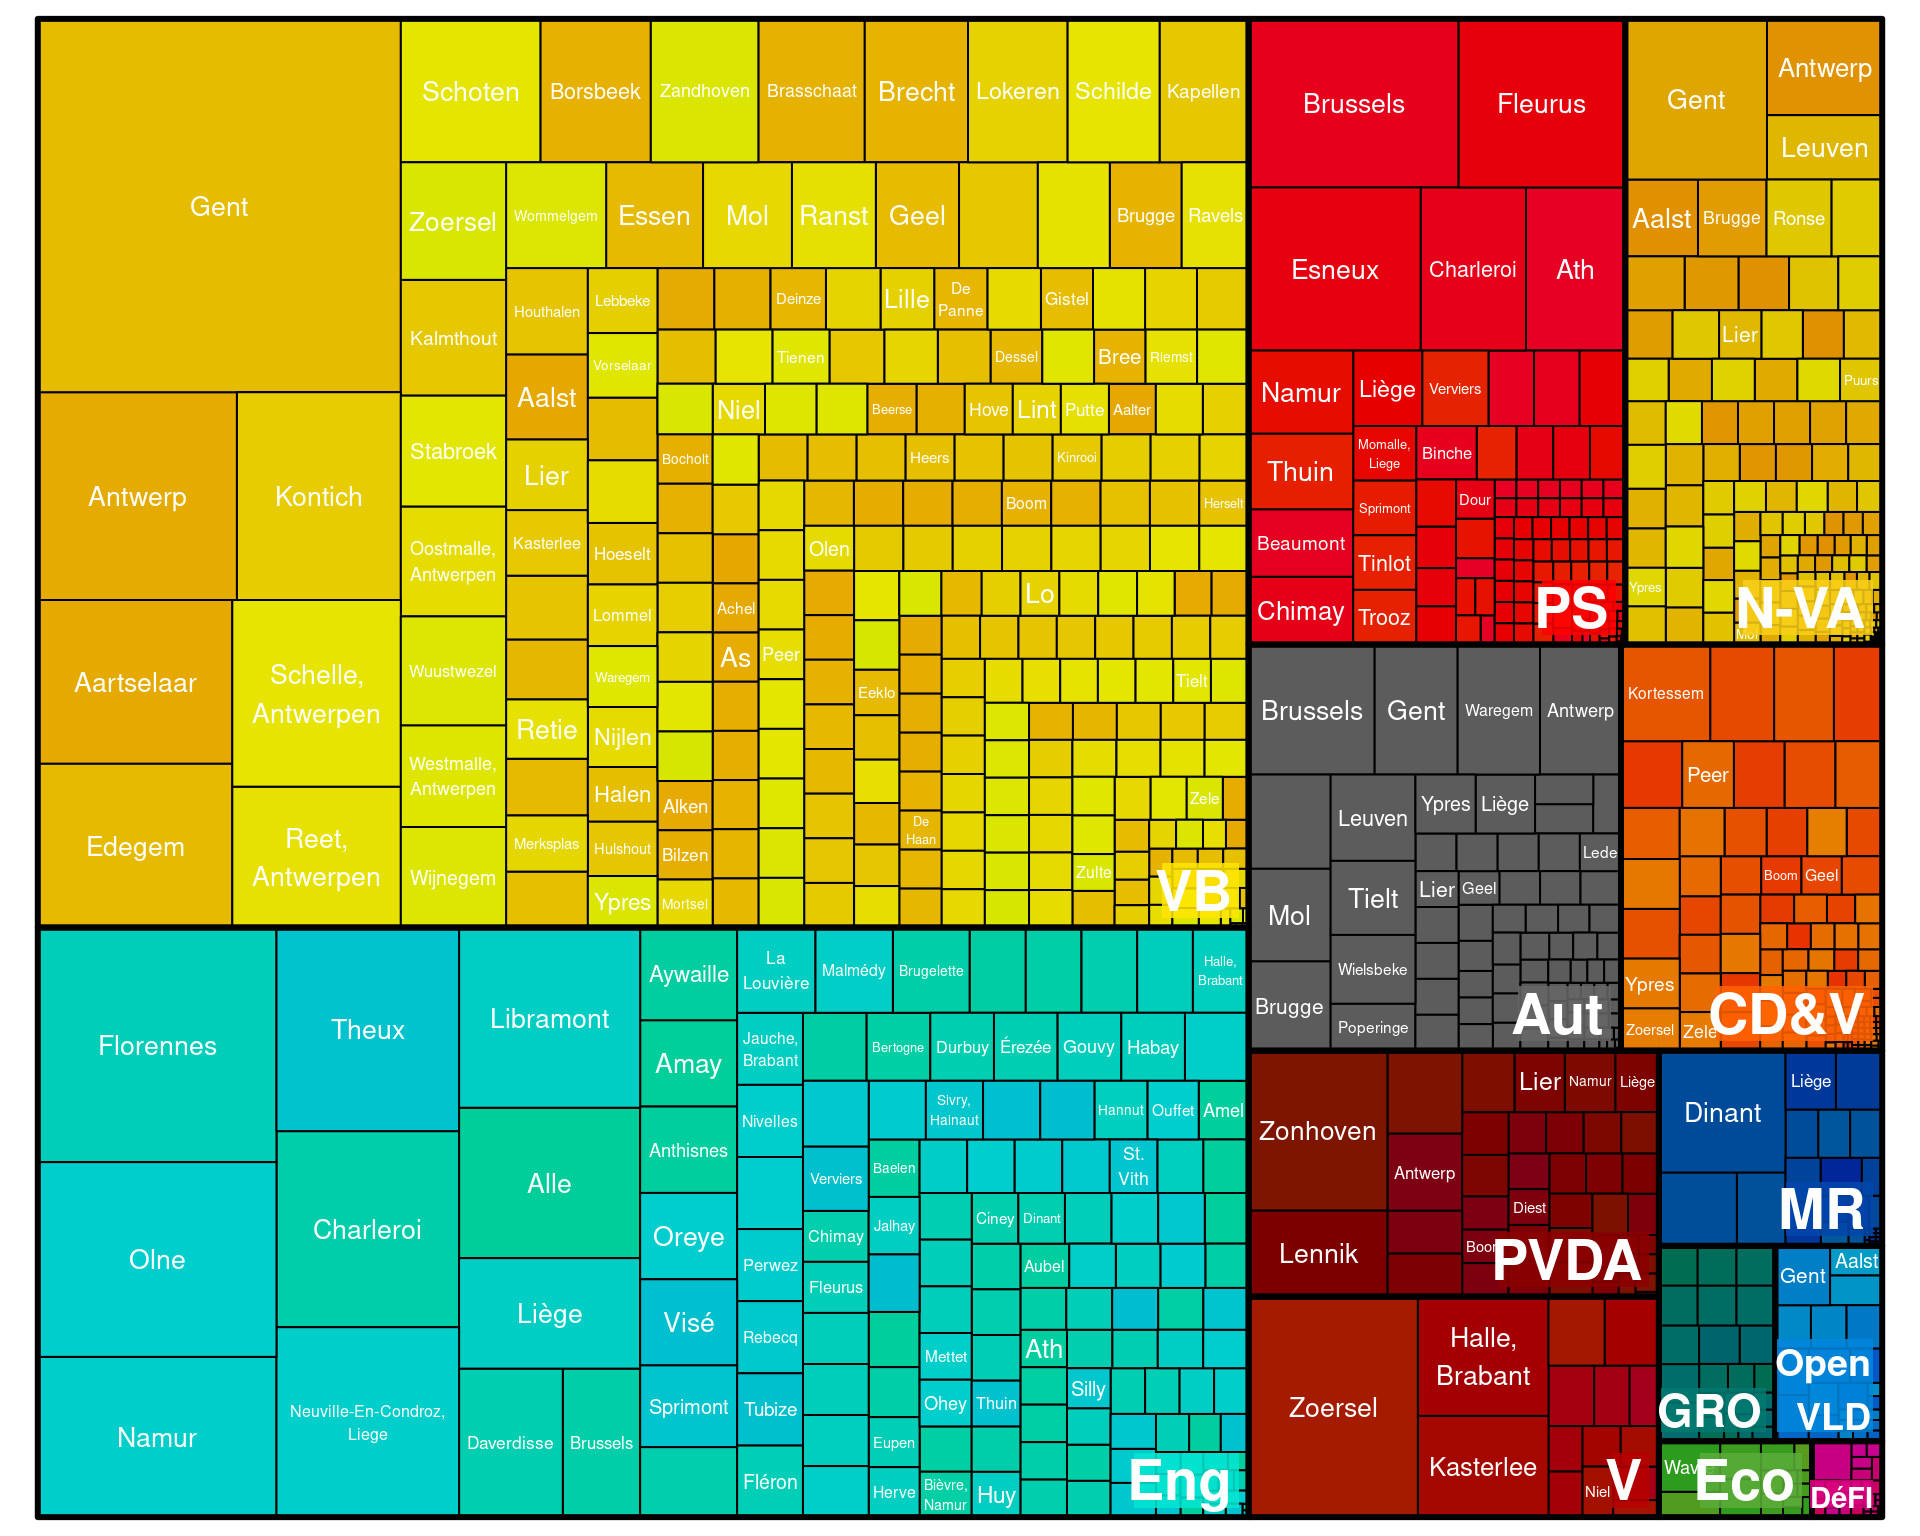 Gent
Schoten
Borsbeek
Zandhoven
Brasschaat
Brecht
Lokeren
Schilde
Kapellen
Zoersel
Wommelgem
Essen
Mol
Ranst
Geel
Brugge
Ravels
Kalmthout
Houthalen
Lebbeke
Deinze
Lille
De
Panne
Gistel
Vorselaar
Tienen
Dessel
Bree
Riemst
Aalst
Niel
Beerse
Hove
Lint
Putte
Aalter
Antwerp
Kontich
Stabroek
Lier
Bocholt
Heers
Kinrooi
Boom
Herselt
Oostmalle,
Antwerpen
Kasterlee
Hoeselt
Olen
Lommel
Achel
Lo
Aartselaar
Schelle,
Antwerpen
Wuustwezel
Waregem
As
Peer
Eeklo
Tielt
Retie
Nijlen
Westmalle,
Antwerpen
Halen
Alken
Zele
Edegem
Reet,
Antwerpen
Merksplas
Hulshout
Bilzen
De
Haan
Zulte
Wijnegem
Ypres
Mortsel
VB
Brussels
Fleurus
Esneux
Charleroi
Ath
Namur
Liège
Verviers
Thuin
Momalle,
Liege
Binche
Sprimont
Dour
Beaumont
Tinlot
Chimay
Trooz
PS
Gent
Antwerp
Leuven
Aalst
Brugge
Ronse
Lier
Puurs
Ypres
Mol
N-VA
Brussels
Gent
Waregem
Antwerp
Leuven
Ypres
Liège
Lede
Mol
Tielt
Lier
Geel
Brugge
Wielsbeke
Poperinge
Aut
Kortessem
Peer
Boom
Geel
Ypres
Zoersel
Zele
CD&V
Florennes
Theux
Libramont
Aywaille
La
Louvière
Malmédy
Brugelette
Halle,
Brabant
Amay
Jauche,
Brabant
Bertogne
Durbuy
Érezée
Gouvy
Habay
Nivelles
Sivry,
Hainaut
Hannut
Ouffet
Amel
Alle
Anthisnes
Verviers
Baelen
St.
Vith
Olne
Charleroi
Oreye
Chimay
Jalhay
Ciney
Dinant
Perwez
Fleurus
Aubel
Liège
Visé
Rebecq
Mettet
Ath
Namur
Neuville-En-Condroz,
Liege
Daverdisse
Brussels
Sprimont
Tubize
Ohey
Thuin
Silly
Eupen
Fléron
Herve
Bièvre,
Namur
Huy
Eng
Zonhoven
Lier
Namur
Liège
Antwerp
Diest
Lennik
Boom
PVDA
Dinant
Liège
MR
Zoersel
Halle,
Brabant
Kasterlee
Niel
V
GRO
Gent
Aalst
Open
VLD
Eco
DéFI